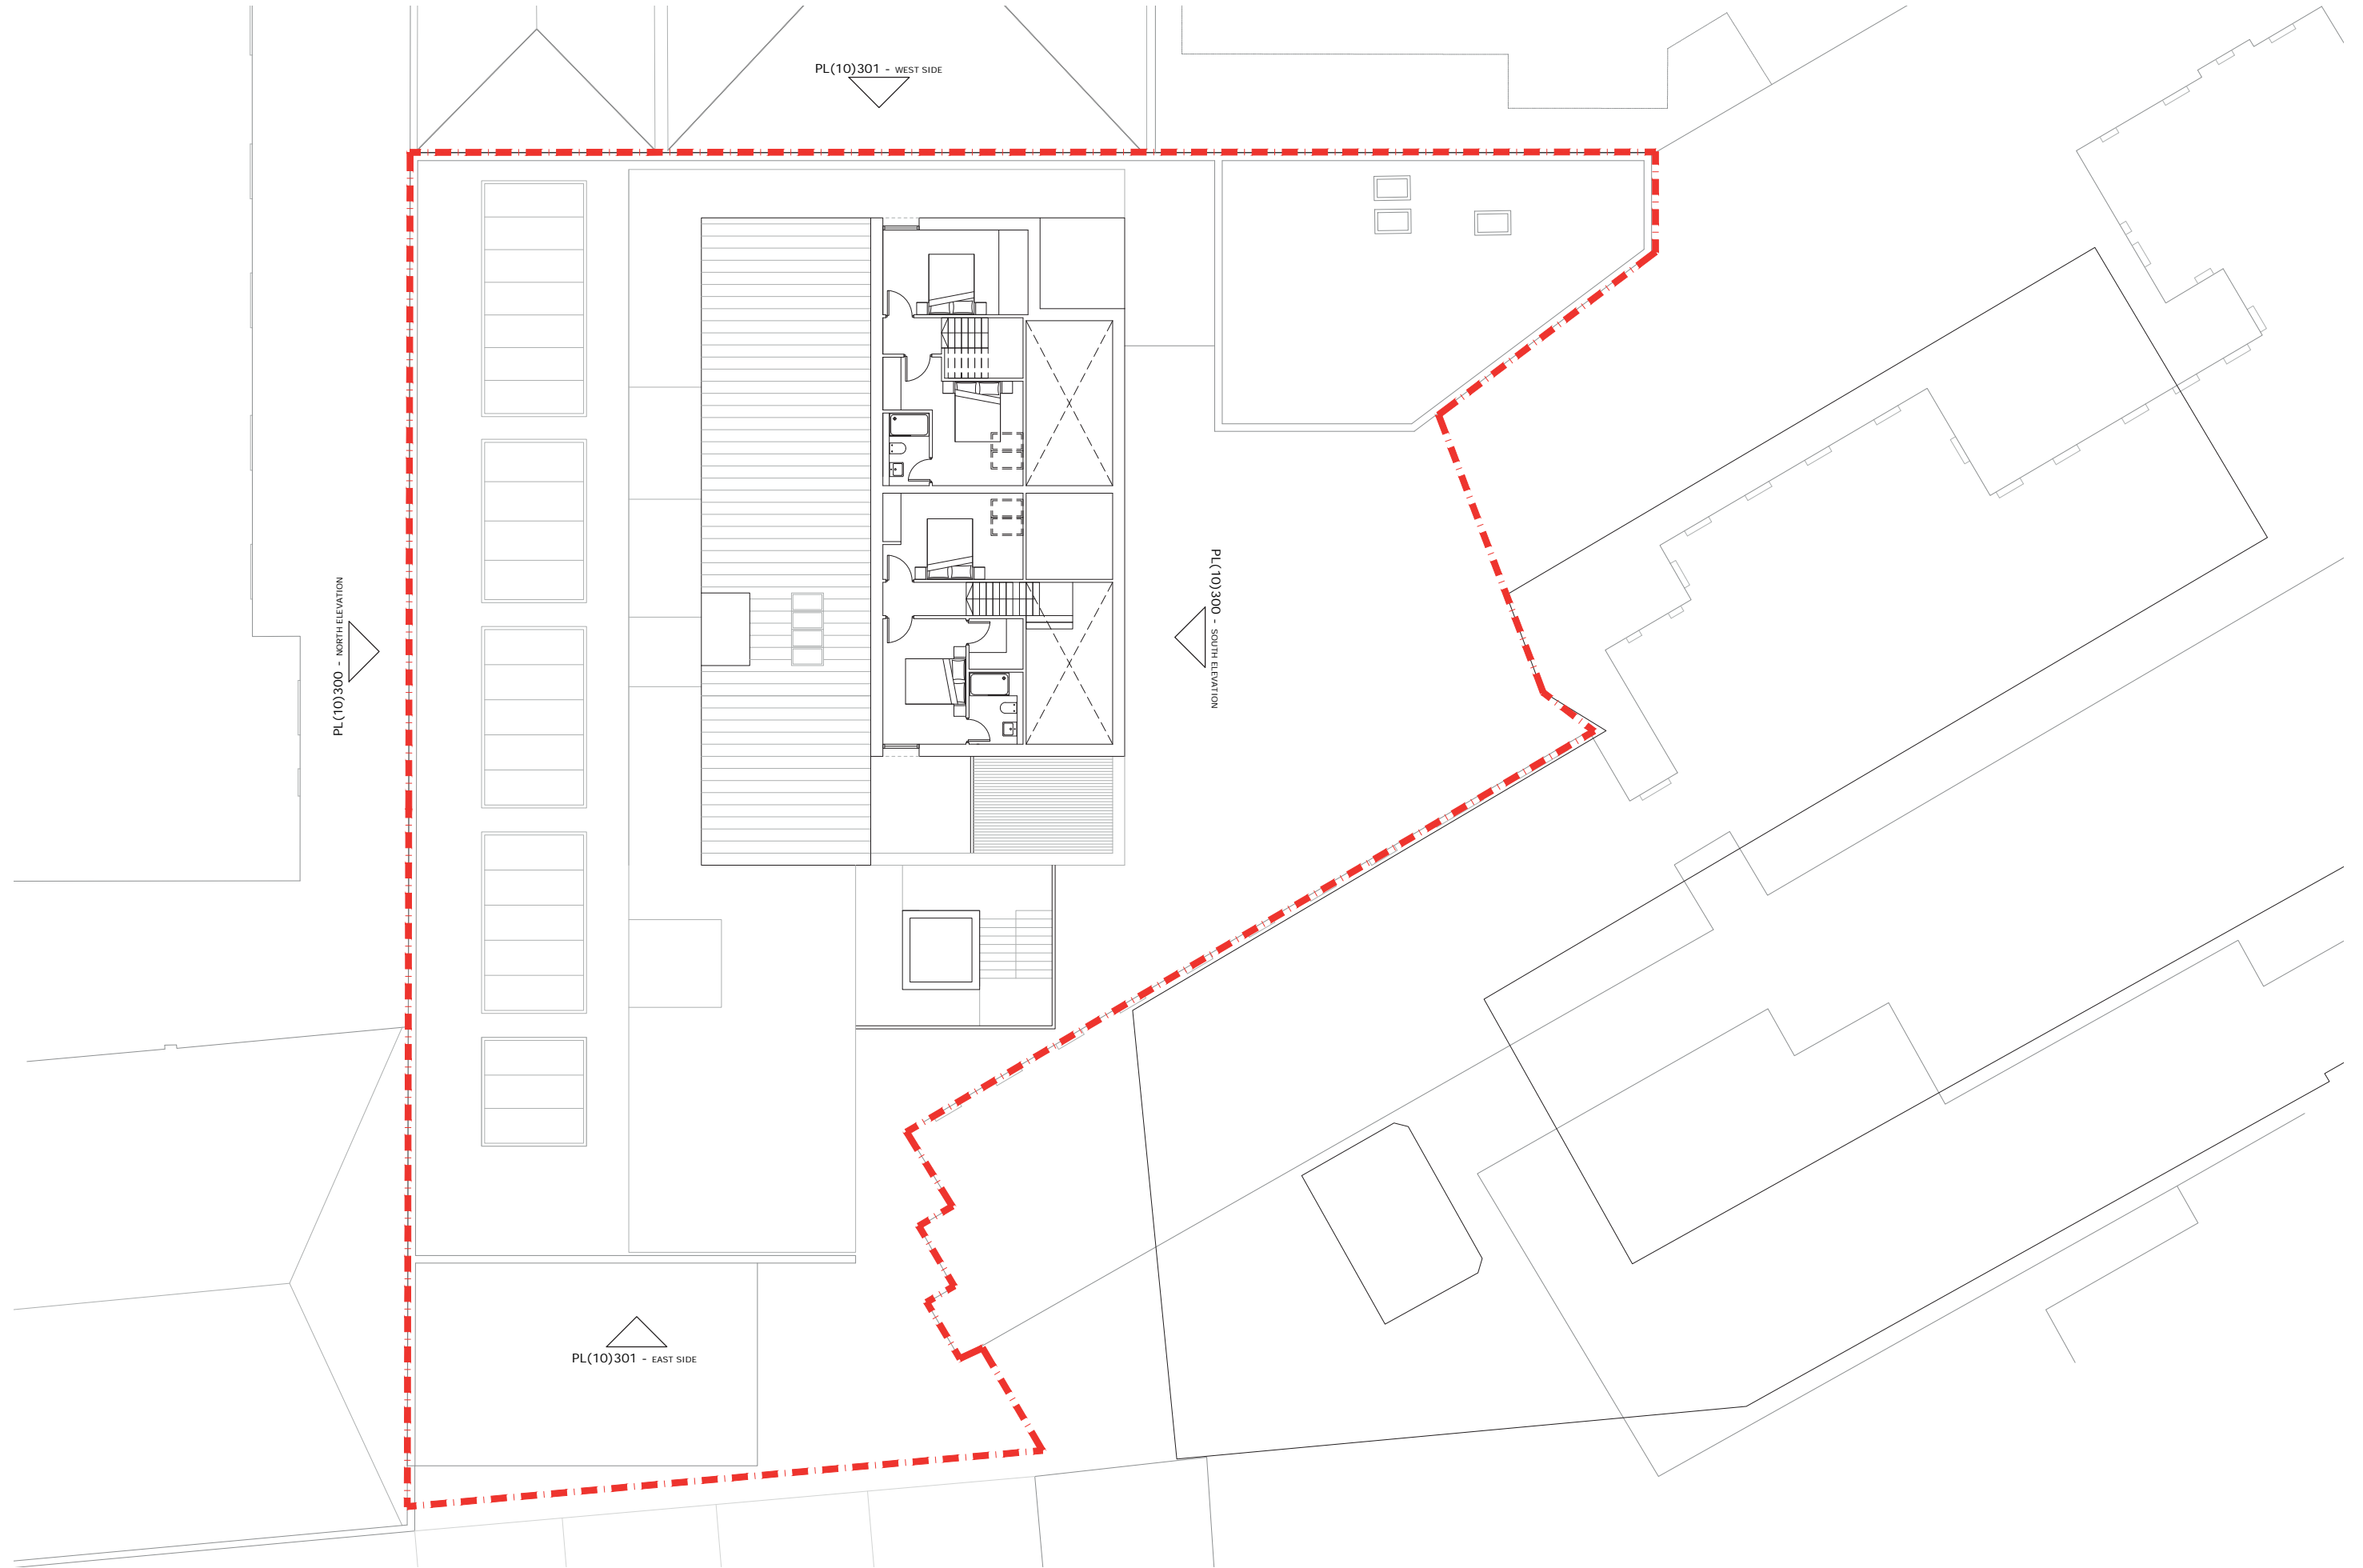 PL(10)301 - WEST SIDE
PL(10)300 - NORTH ELEVATION
PL(10)300 - SOUTH ELEVATION
PL(10)301 - EAST SIDE